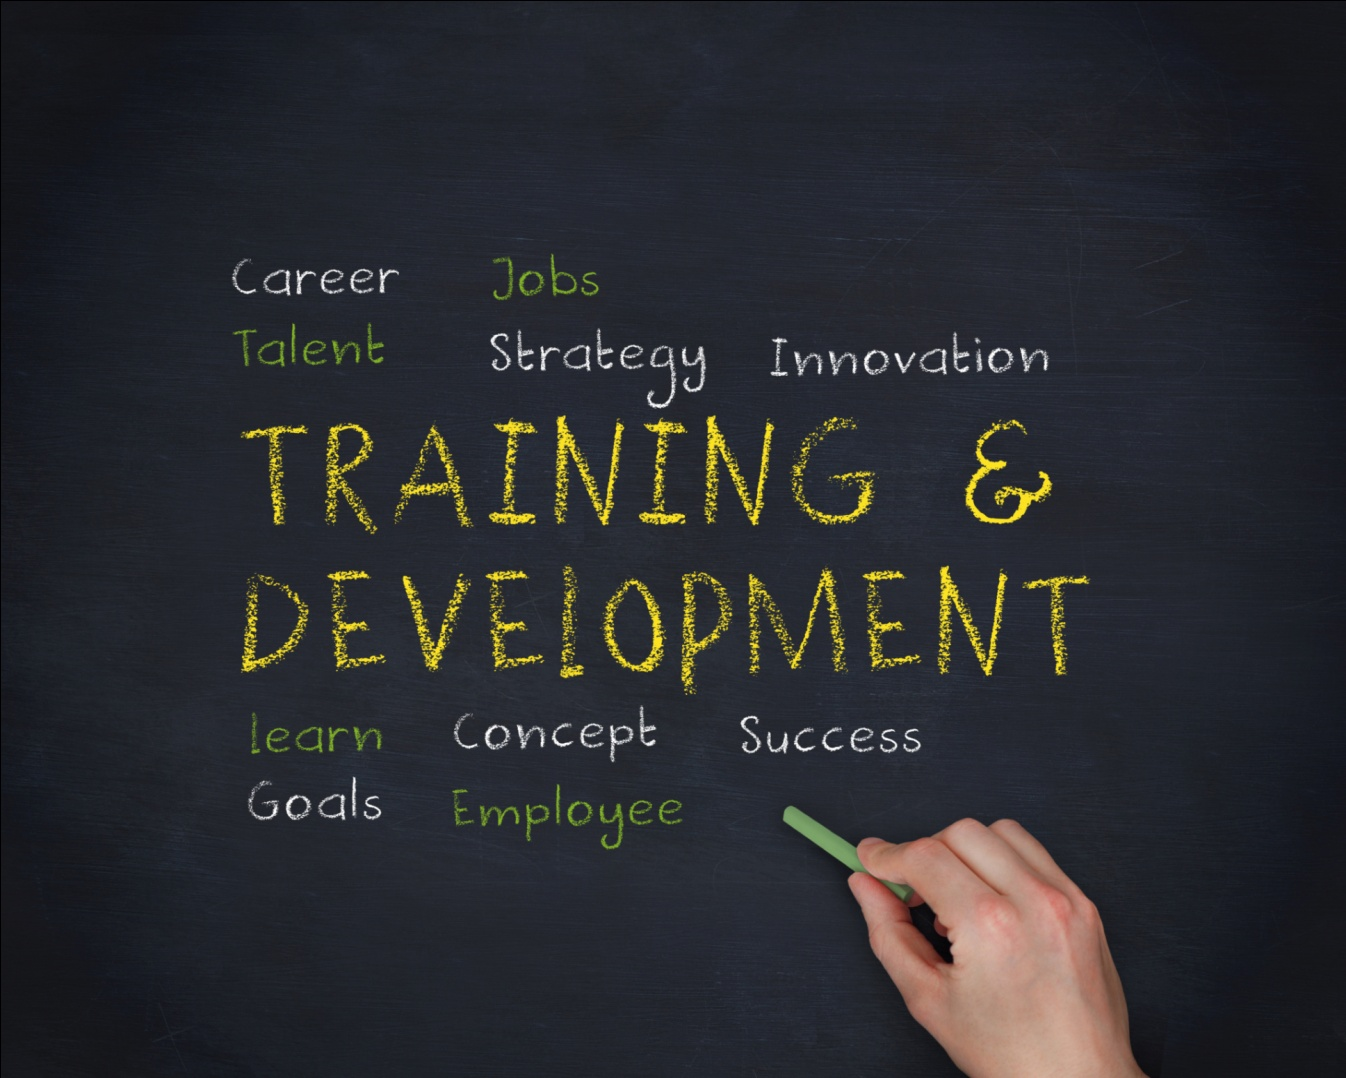 Career Jobs
Talent Strategy Innovation
TRAINING &
DEVELOPMENT
learn Concept Success
Goals Employee